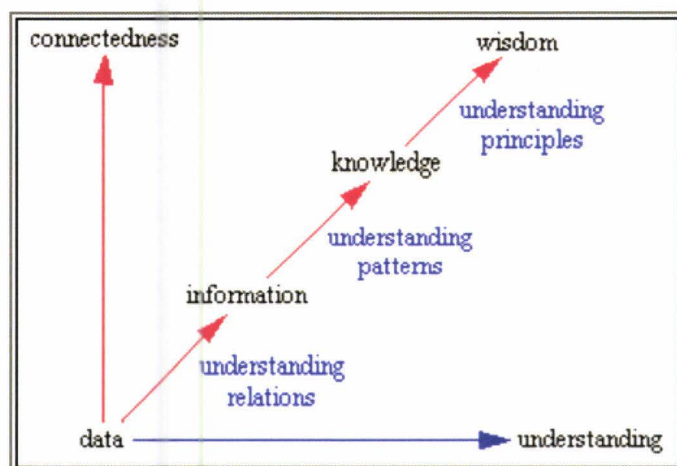 connectedness
wisdom
understanding
principles
knowledge
understanding
patterns
information
understanding
relations
data
understanding